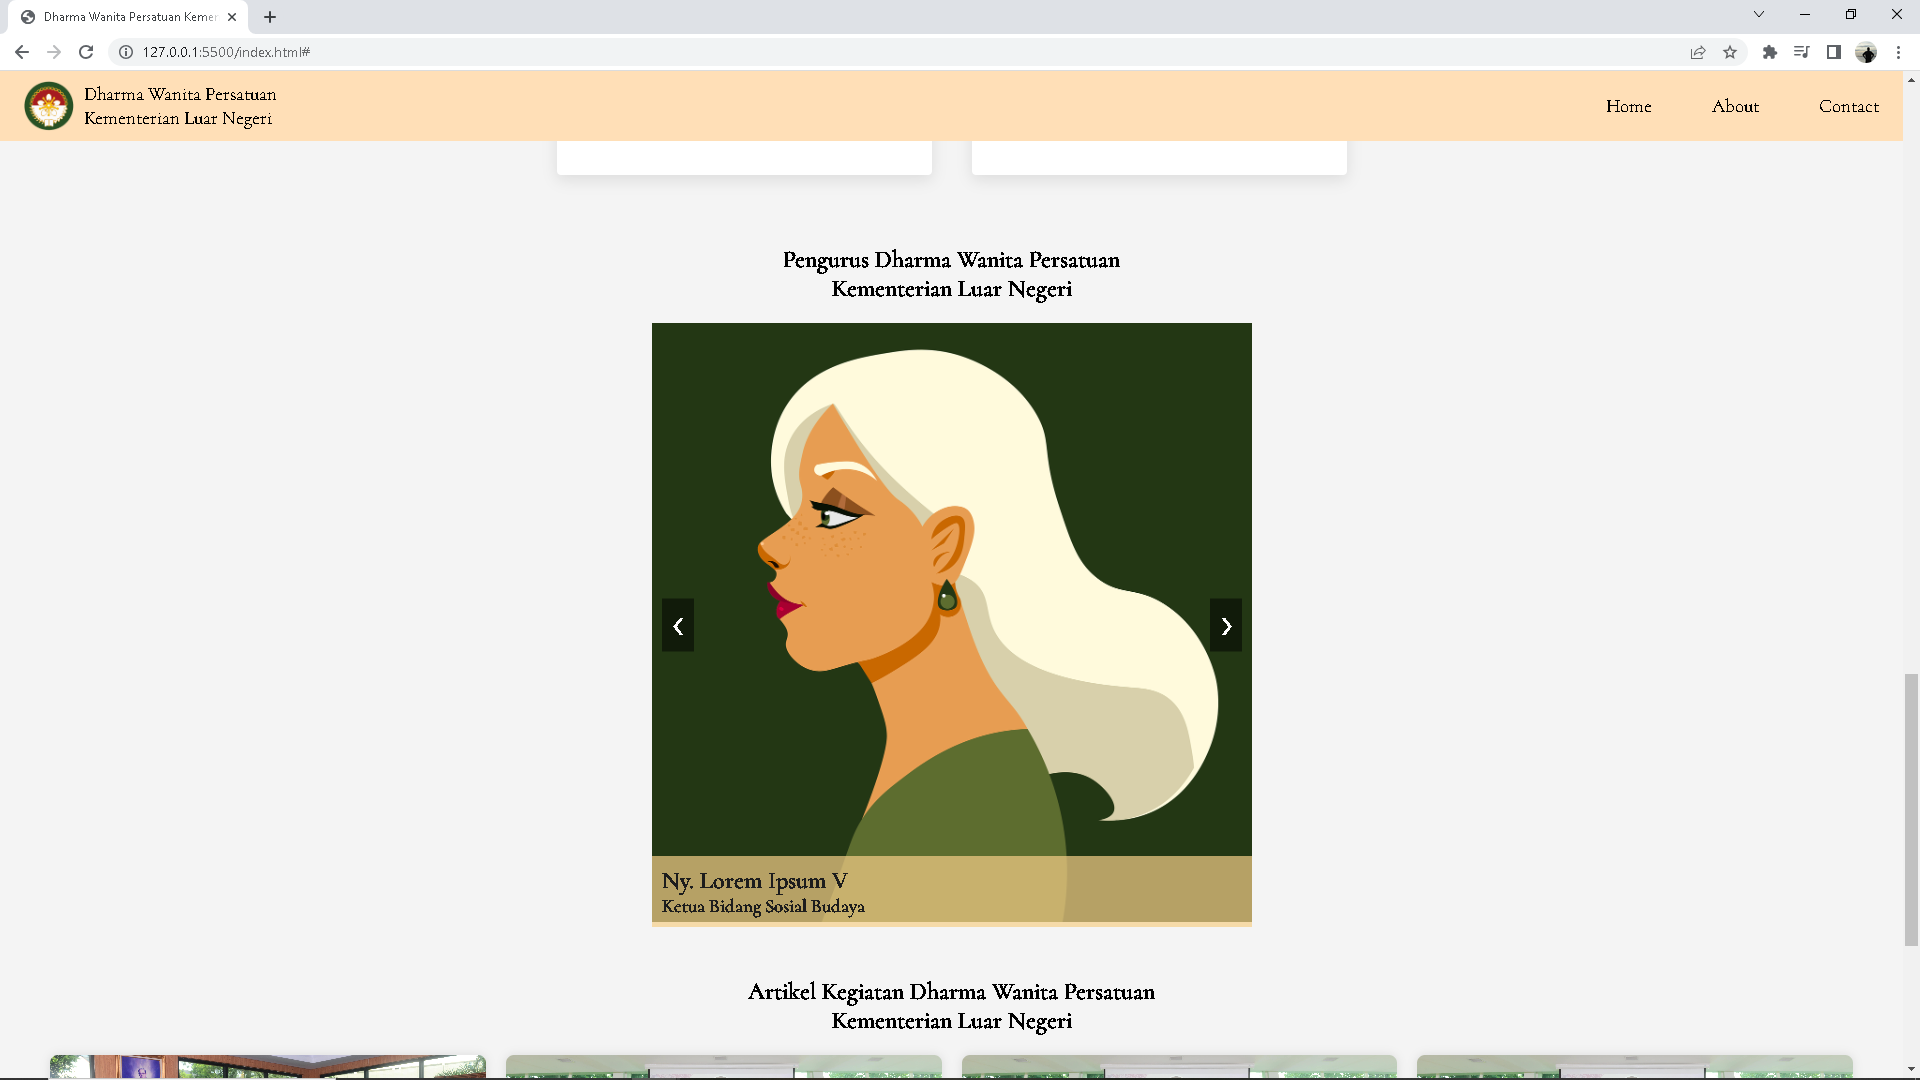 Dharma Wanita Persatuan Kemen
127.0.0.1:5500/index.html#
Dharma Wanita Persatuan
Kementerian Luar Negeri
Home
About
Contact
Pengurus Dharma Wanita Persatuan
Kementerian Luar Negeri
❮
❯
Ny. Lorem Ipsum V
Ketua Bidang Sosial Budaya
Artikel Kegiatan Dharma Wanita Persatuan
Kementerian Luar Negeri